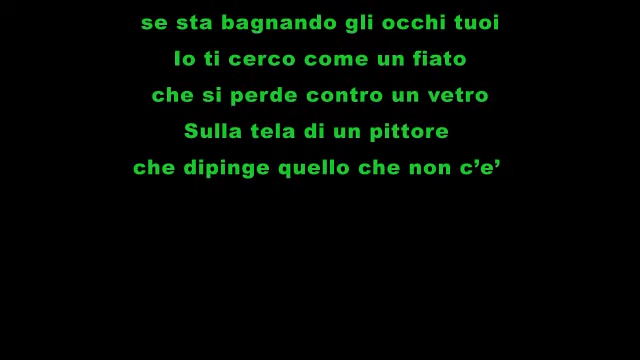 se sta bagnando gli occhi tuoi
Io ti cerco come un fiato
che si perde contro un vetro
Sulla tela di un pittore
che dipinge quello che non c’e’